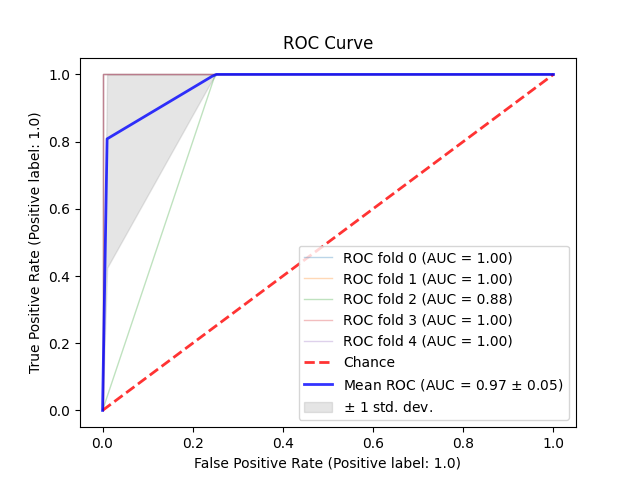 ROC Curve
True Positive Rate (Positive label: 1.0)
1.0
0.8
0.6
0.4
0.2
0.0
ROC fold 0 (AUC = 1.00)
ROC fold 1 (AUC = 1.00)
ROC fold 2 (AUC = 0.88)
ROC fold 3 (AUC = 1.00)
ROC fold 4 (AUC = 1.00)
Chance
Mean ROC (AUC = 0.97 ± 0.05)
± 1 std. dev.
0.0 0.2 0.4 0.6 0.8 1.0
False Positive Rate (Positive label: 1.0)